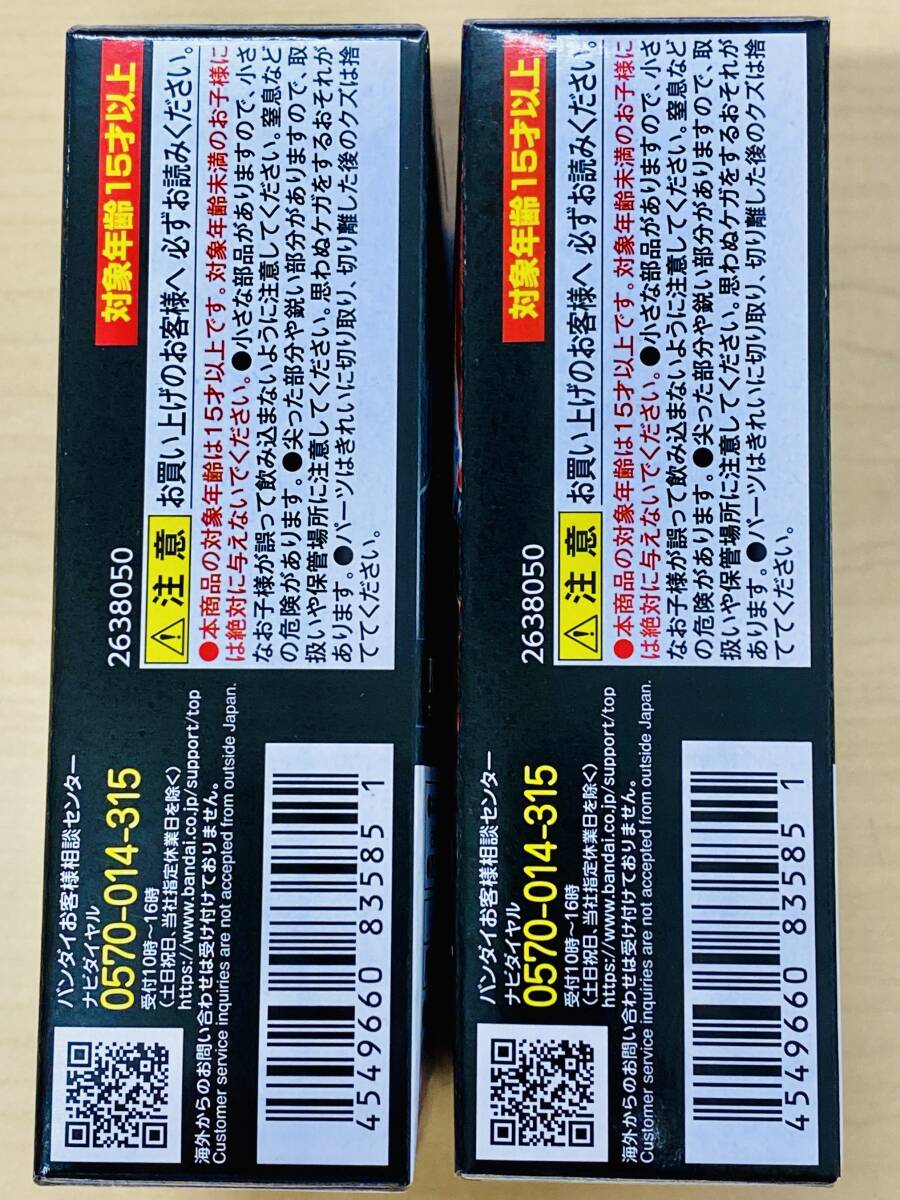 対象年齢15才以上
2638050
注意
お買い上げのお客様へ 必ずお読みください。
●本商品の対象年齢は15才以上です。対象年齢未満のお子様に
は絶対に与えないでください。●小さな部品がありますので、小さ
なお子様が誤って飲み込まないように注意してください。窒息など
の危険があります。●尖った部分や鋭い部分がありますので、取
扱いや保管場所に注意してください。思わぬケガをするおそれが
あります。●パーツはきれいに切り取り、切り離した後のクズは捨
ててください。
バンダイお客様相談センター
ナビダイヤル
0570-014-315
受付10時〜16時
(土日祝日、当社指定休業日を除く)
https://www.bandai.co.jp/support/top
海外からのお問い合わせは受け付けておりません。
Customer service inquiries are not accepted from outside Japan.
4549660 835851
対象年齢15才以上
2638050
注意
お買い上げのお客様へ 必ずお読みください。
●本商品の対象年齢は15才以上です。対象年齢未満のお子様に
は絶対に与えないでください。●小さな部品がありますので、小さ
なお子様が誤って飲み込まないように注意してください。窒息など
の危険があります。●尖った部分や鋭い部分がありますので、取
扱いや保管場所に注意してください。思わぬケガをするおそれが
あります。●パーツはきれいに切り取り、切り離した後のクズは捨
ててください。
バンダイお客様相談センター
ナビダイヤル
0570-014-315
受付10時〜16時
(土日祝日、当社指定休業日を除く)
https://www.bandai.co.jp/support/top
海外からのお問い合わせは受け付けておりません。
Customer service inquiries are not accepted from outside Japan.
4549660 835851